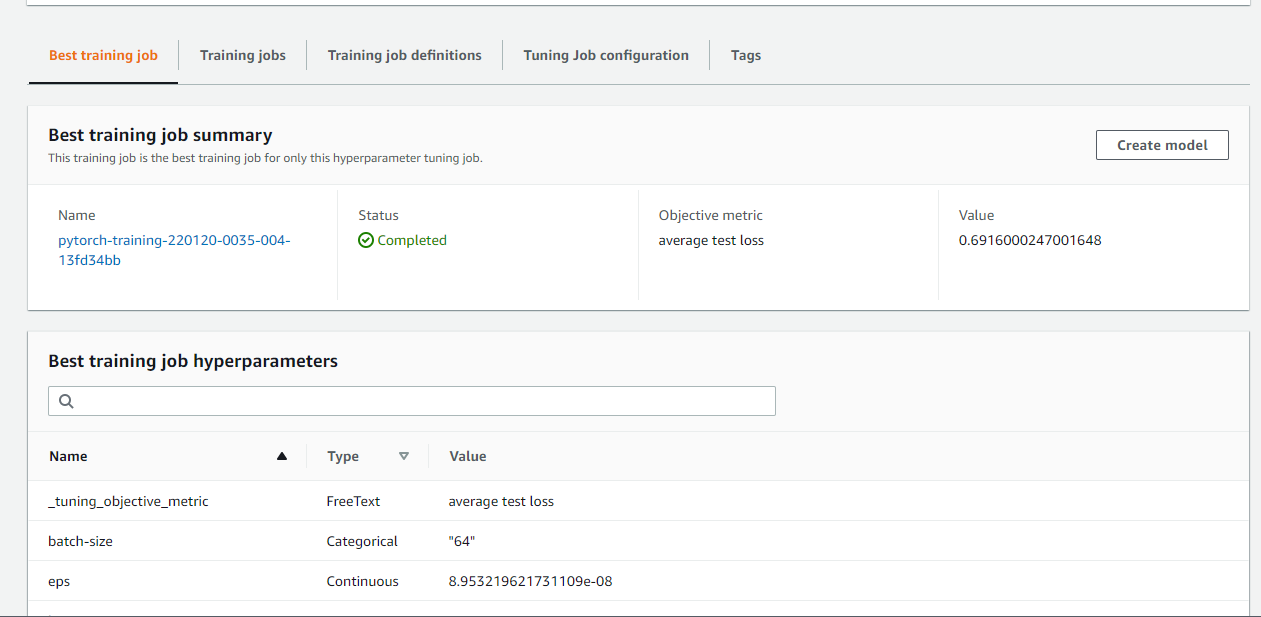 Best training job
Training jobs
Training job definitions
Tuning Job configuration
Tags
Best training job summary
This training job is the best training job for only this hyperparameter tuning job.
Create model
Name
pytorch-training-220120-0035-004-
13fd34bb
Status
Completed
Objective metric
average test loss
Value
0.6916000247001648
Best training job hyperparameters
Name Type Value
_tuning_objective_metric FreeText average test loss
batch-size Categorical "64"
eps Continuous 8.953219621731109e-08